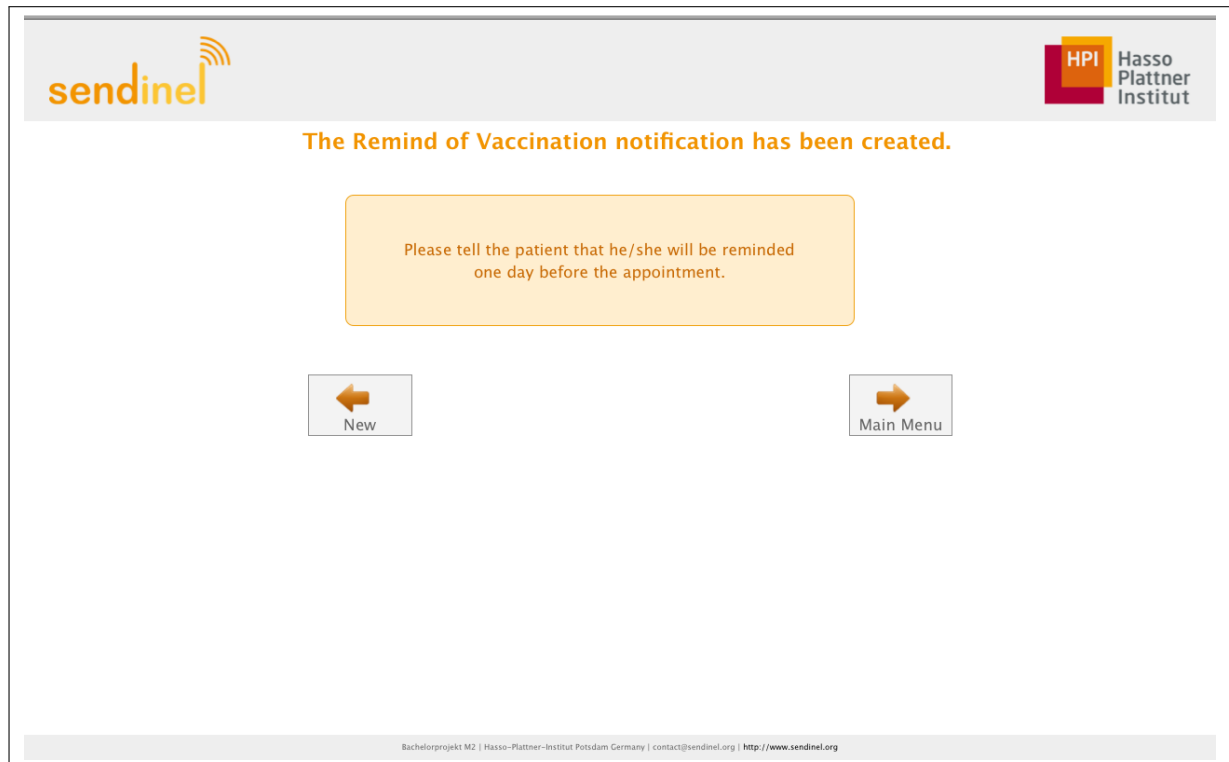 sendinel
HPI
Hasso
Plattner
Institut
The Remind of Vaccination notification has been created.
Please tell the patient that he/she will be reminded
one day before the appointment.
New
Main Menu
Bachelorprojekt M2 | Hasso-Plattner-Institut Potsdam Germany | contact@sendinel.org | http://www.sendinel.org